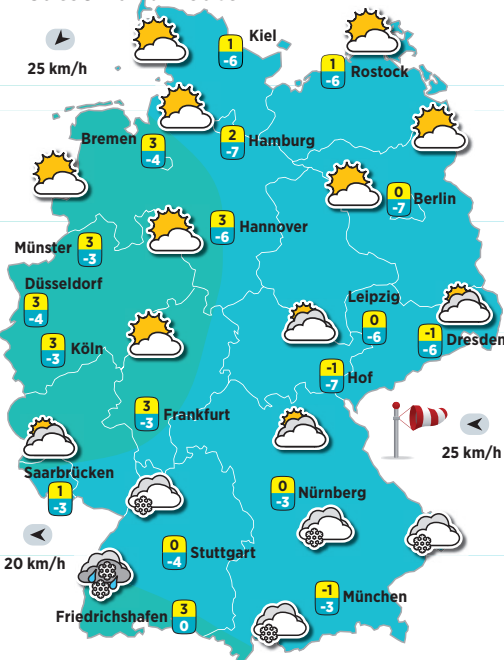 Kiel
1
-6
25 km/h
1
-6
Rostock
Bremen
3
-4
2
-7
Hamburg
0
-7
Berlin
3
-6
Hannover
Münster
3
-3
Düsseldorf
3
-4
Leipzig
0
-6
-1
-6
Dresden
3
-3
Köln
-1
-7
Hof
3
-3
Frankfurt
25 km/h
Saarbrücken
1
-3
0
-3
Nürnberg
20 km/h
0
-4
Stuttgart
-1
-3
München
Friedrichshafen
3
0